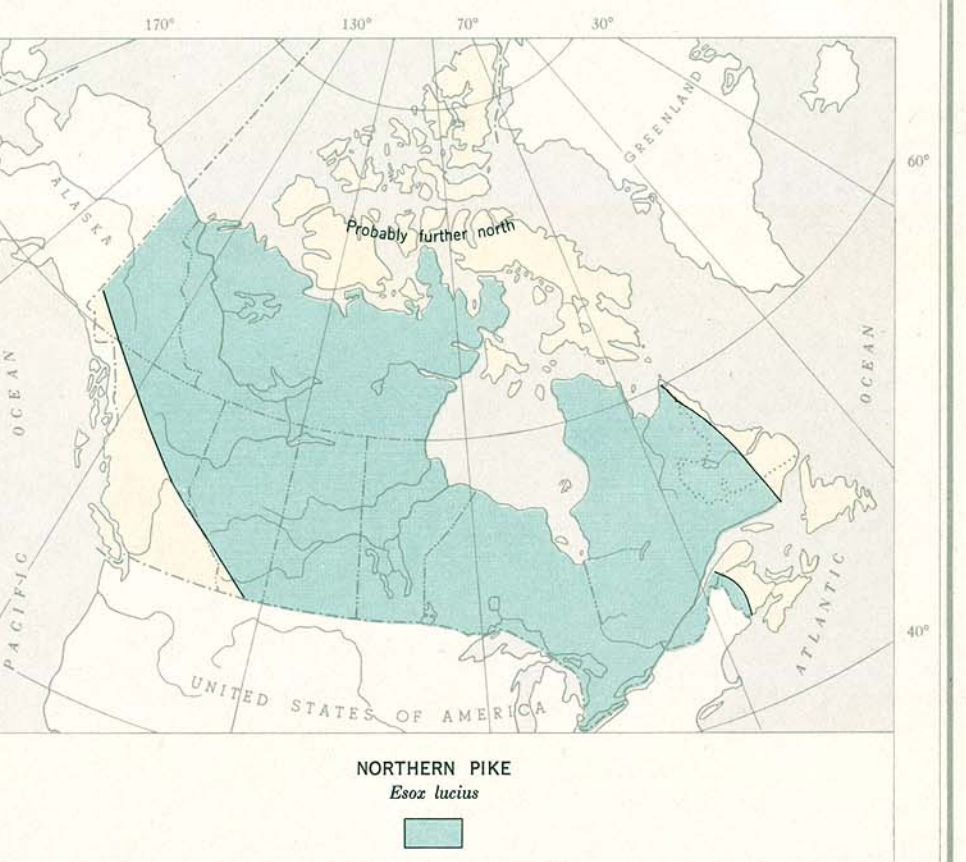 170°
130°
70°
30°
60°
GREENLAND
ALASKA
Probably further north
OCEAN
OCEAN
PACIFIC
ATLANTIC
40°
UNITED STATES OF AMERICA
NORTHERN PIKE
Esox lucius